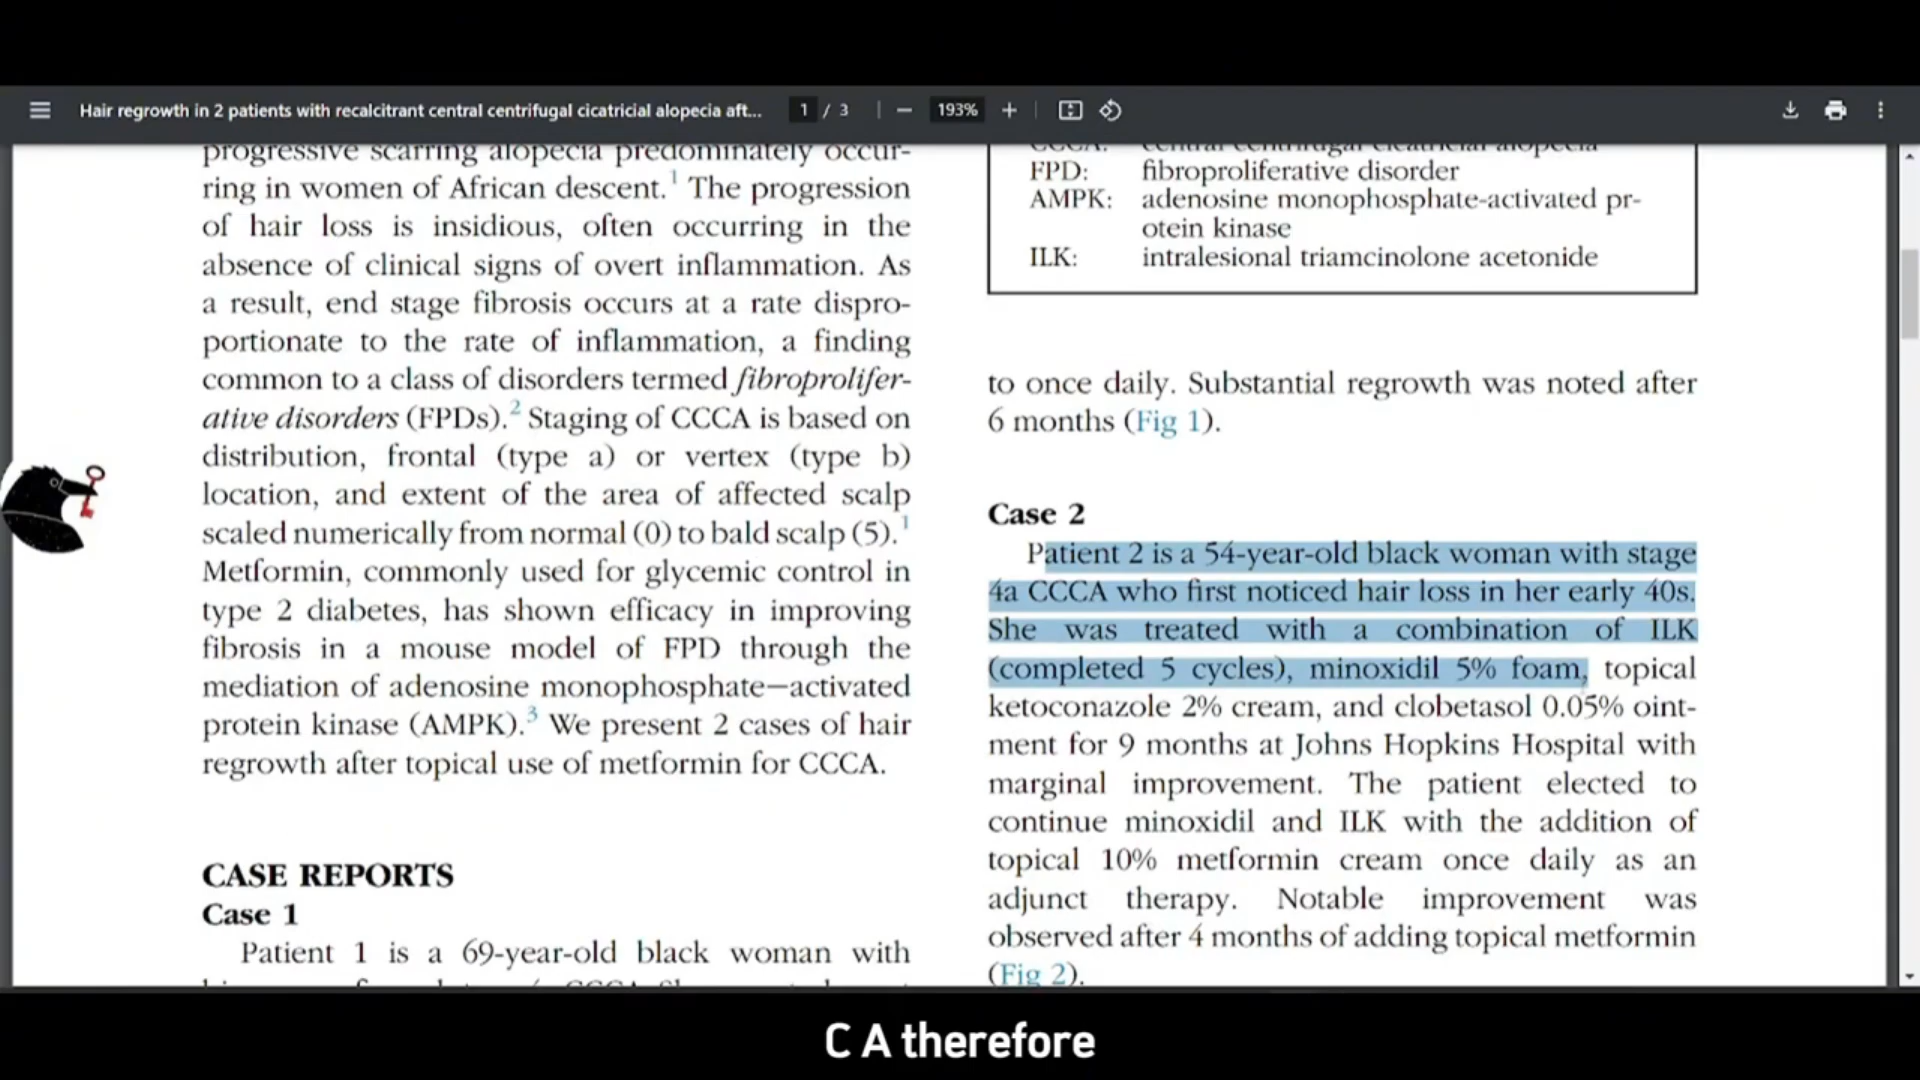 Hair regrowth in 2 patients with recalcitrant central centrifugal cicatricial alopecia aft...
1 / 3
193%
progressive scarring alopecia predominately occur-
ring in women of African descent.1 The progression
of hair loss is insidious, often occurring in the
absence of clinical signs of overt inflammation. As
a result, end stage fibrosis occurs at a rate dispro-
portionate to the rate of inflammation, a finding
common to a class of disorders termed fibroprolifer-
ative disorders (FPDs).2 Staging of CCCA is based on
distribution, frontal (type a) or vertex (type b)
location, and extent of the area of affected scalp
scaled numerically from normal (0) to bald scalp (5).1
Metformin, commonly used for glycemic control in
type 2 diabetes, has shown efficacy in improving
fibrosis in a mouse model of FPD through the
mediation of adenosine monophosphate—activated
protein kinase (AMPK).3 We present 2 cases of hair
regrowth after topical use of metformin for CCCA.
CASE REPORTS
Case 1
Patient 1 is a 69-year-old black woman with
CCCA: central centrifugal cicatricial alopecia
FPD: fibroproliferative disorder
AMPK: adenosine monophosphate-activated pr-
otein kinase
ILK: intralesional triamcinolone acetonide
to once daily. Substantial regrowth was noted after
6 months (Fig 1).
Case 2
Patient 2 is a 54-year-old black woman with stage
4a CCCA who first noticed hair loss in her early 40s.
She was treated with a combination of ILK
(completed 5 cycles), minoxidil 5% foam, topical
ketoconazole 2% cream, and clobetasol 0.05% oint-
ment for 9 months at Johns Hopkins Hospital with
marginal improvement. The patient elected to
continue minoxidil and ILK with the addition of
topical 10% metformin cream once daily as an
adjunct therapy. Notable improvement was
observed after 4 months of adding topical metformin
(Fig 2).
C A therefore